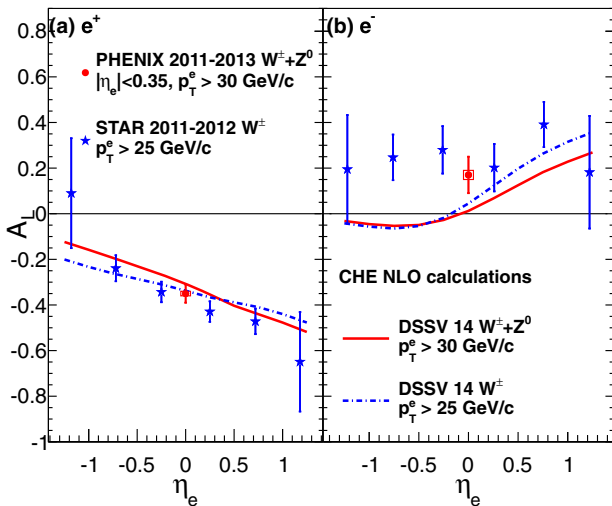 (a) e⁺
(b) e⁻
PHENIX 2011-2013 W±+Z⁰
|ηₑ|<0.35, pₜᵉ > 30 GeV/c
STAR 2011-2012 W±
pₜᵉ > 25 GeV/c
CHE NLO calculations
DSSV 14 W±+Z⁰
pₜᵉ > 30 GeV/c
DSSV 14 W±
pₜᵉ > 25 GeV/c
A_L
0.8
0.6
0.4
0.2
0
-0.2
-0.4
-0.6
-0.8
-1
-1 -0.5 0 0.5 1
-1 -0.5 0 0.5 1
ηₑ
ηₑ